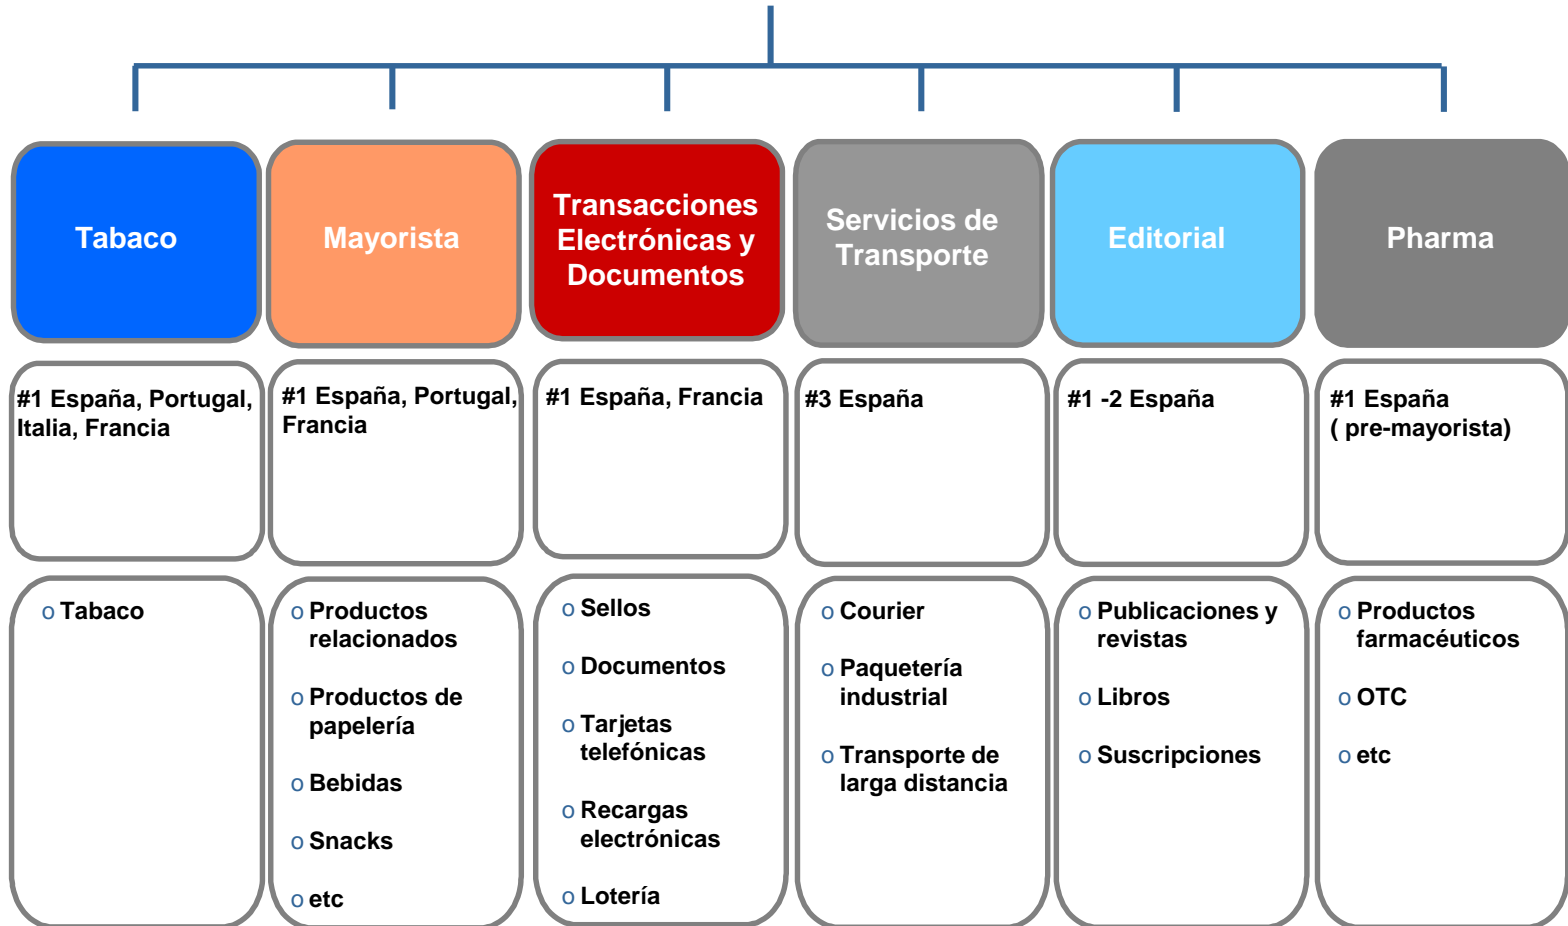 Tabaco
Mayorista
Transacciones
Electrónicas y
Documentos
Servicios de
Transporte
Editorial
Pharma
#1 España, Portugal,
Italia, Francia
#1 España, Portugal,
Francia
#1 España, Francia
#3 España
#1 -2 España
#1 España
( pre-mayorista)
o Tabaco
o Productos
relacionados
o Productos de
papelería
o Bebidas
o Snacks
o etc
o Sellos
o Documentos
o Tarjetas
telefónicas
o Recargas
electrónicas
o Lotería
o Courier
o Paquetería
industrial
o Transporte de
larga distancia
o Publicaciones y
revistas
o Libros
o Suscripciones
o Productos
farmacéuticos
o OTC
o etc